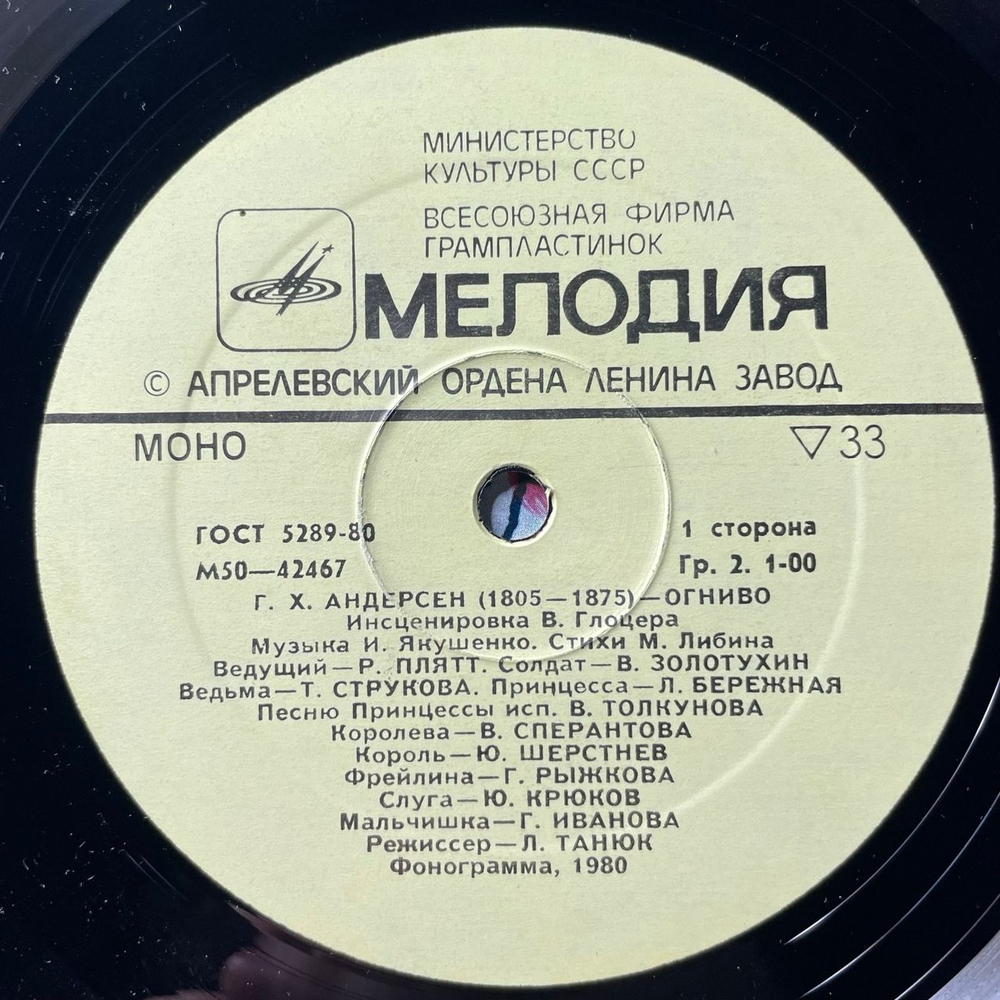 МИНИСТЕРСТВО
КУЛЬТУРЫ СССР
ВСЕСОЮЗНАЯ ФИРМА
ГРАМПЛАСТИНОК
МЕЛОДИЯ
© АПРЕЛЕВСКИЙ ОРДЕНА ЛЕНИНА ЗАВОД
МОНО ▽33
ГОСТ 5289-80 1 сторона
М50—42467 Гр. 2. 1-00
Г. Х. АНДЕРСЕН (1805—1875)—ОГНИВО
Инсценировка В. Глоцера
Музыка И. Якушенко. Стихи М. Либина
Ведущий—Р. ПЛЯТТ. Солдат—В. ЗОЛОТУХИН
Ведьма—Т. СТРУКОВА. Принцесса—Л. БЕРЕЖНАЯ
Песню Принцессы исп. В. ТОЛКУНОВА
Королева—В. СПЕРАНТОВА
Король—Ю. ШЕРСТНЕВ
Фрейлина—Г. РЫЖКОВА
Слуга—Ю. КРЮКОВ
Мальчишка—Г. ИВАНОВА
Режиссер—Л. ТАНЮК
Фонограмма, 1980